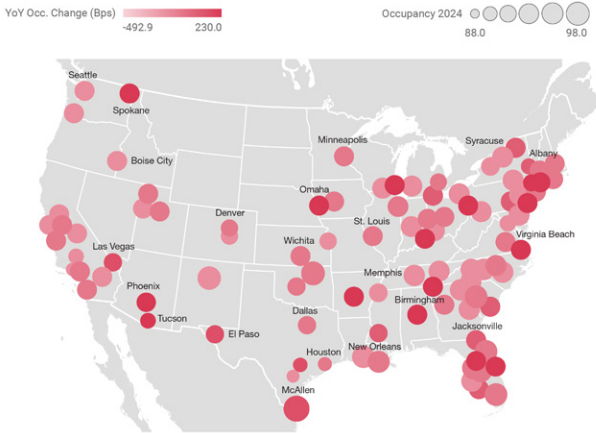 YoY Occ. Change (Bps)
-492.9 230.0
Occupancy 2024
88.0 98.0
Seattle
Spokane
Minneapolis
Syracuse
Albany
Boise City
Omaha
Denver
St. Louis
Virginia Beach
Las Vegas
Wichita
Memphis
Phoenix
Birmingham
Tucson
Dallas
Jacksonville
El Paso
New Orleans
Houston
McAllen